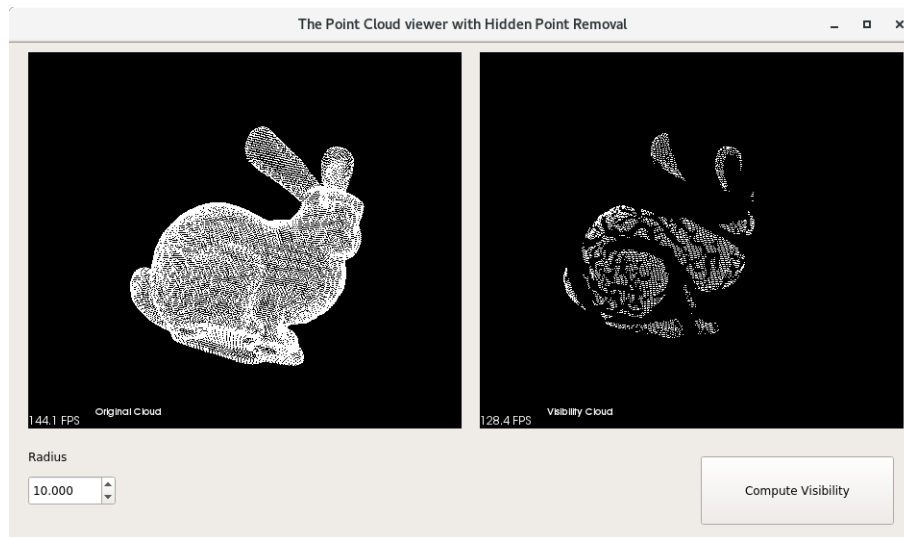 The Point Cloud viewer with Hidden Point Removal
Original Cloud
144.1 FPS
Visibility Cloud
128.4 FPS
Radius
10.000
Compute Visibility